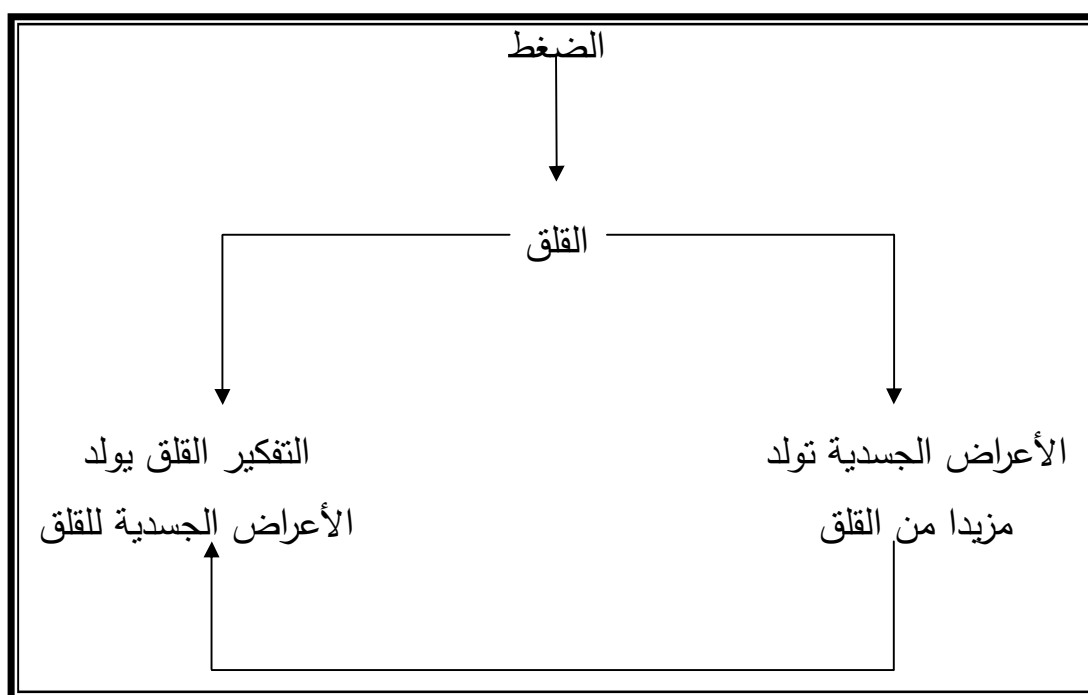 الضغط
القلق
الأعراض الجسدية تولد
مزيدا من القلق
التفكير القلق يولد
الأعراض الجسدية للقلق